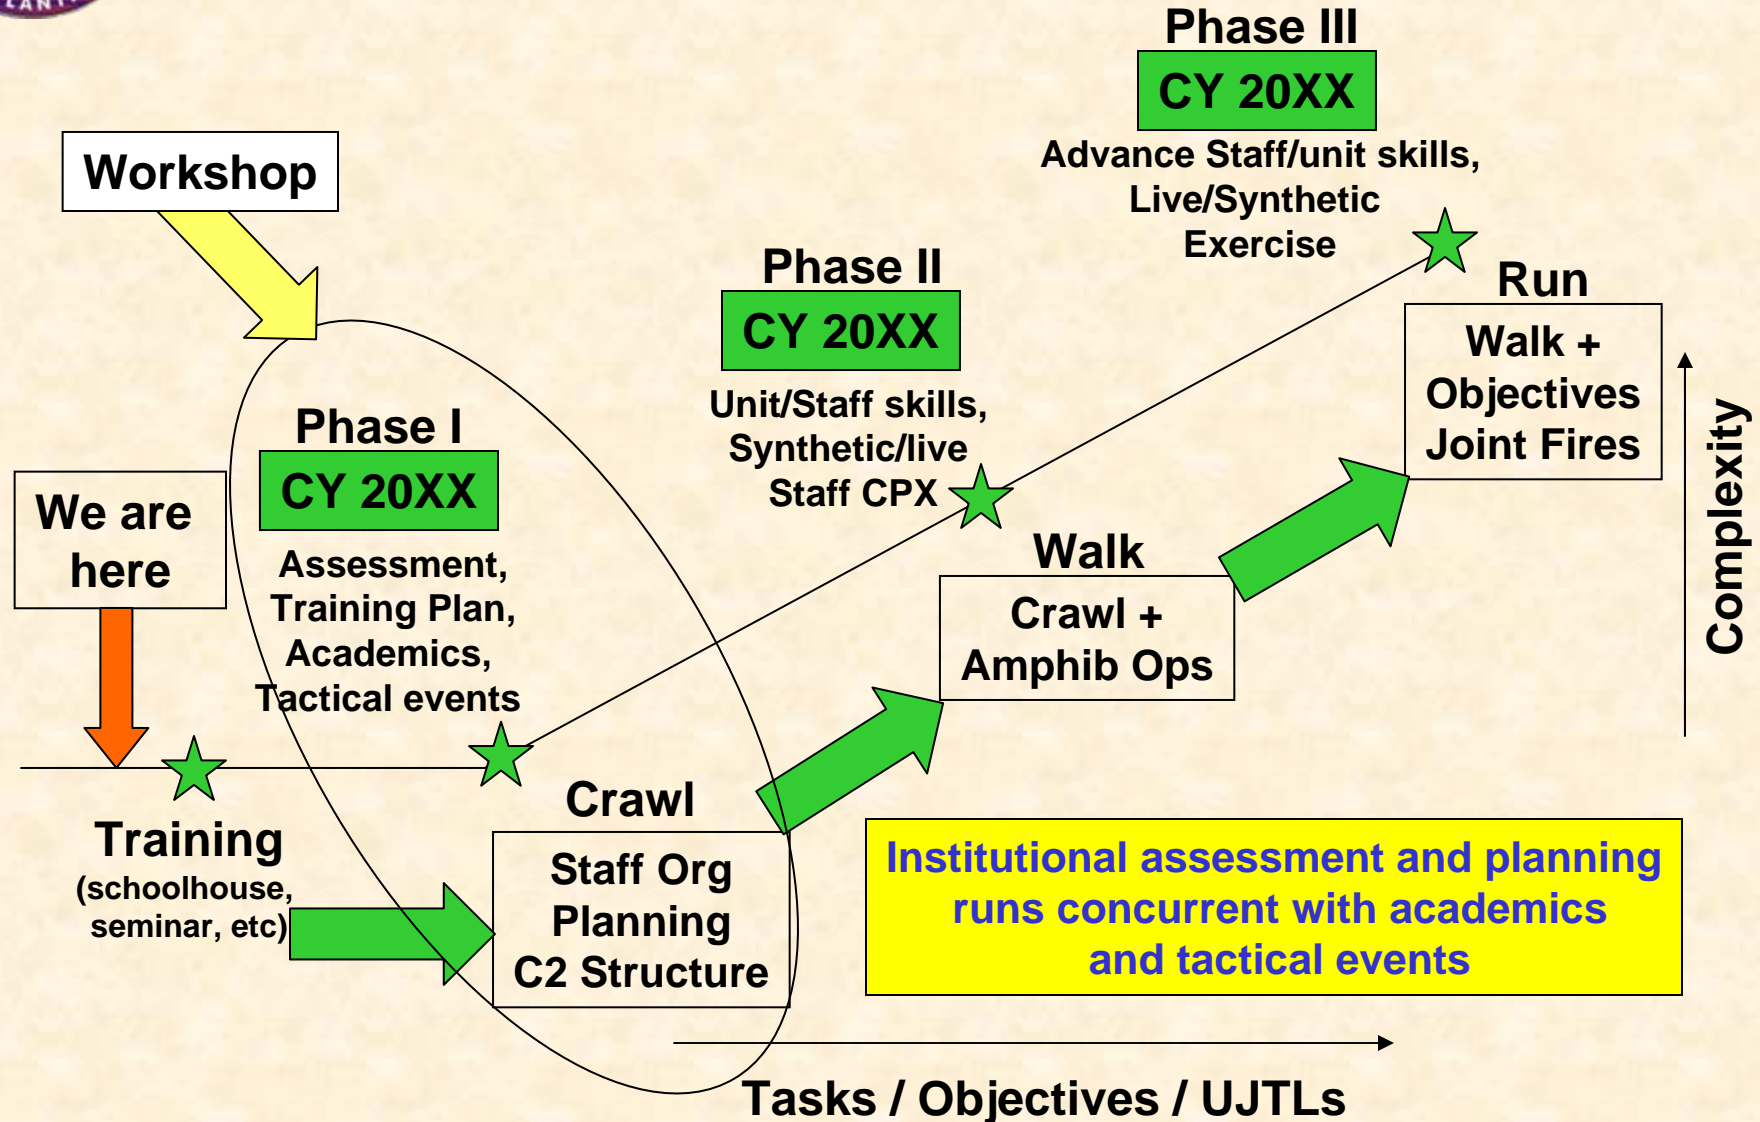 LANT
Phase III
CY 20XX
Advance Staff/unit skills,
Live/Synthetic
Exercise
Workshop
Phase II
CY 20XX
Unit/Staff skills,
Synthetic/live
Staff CPX
Run
Walk +
Objectives
Joint Fires
Complexity
Phase I
CY 20XX
Assessment,
Training Plan,
Academics,
Tactical events
We are
here
Walk
Crawl +
Amphib Ops
Training
(schoolhouse,
seminar, etc)
Crawl
Staff Org
Planning
C2 Structure
Institutional assessment and planning
runs concurrent with academics
and tactical events
Tasks / Objectives / UJTLs